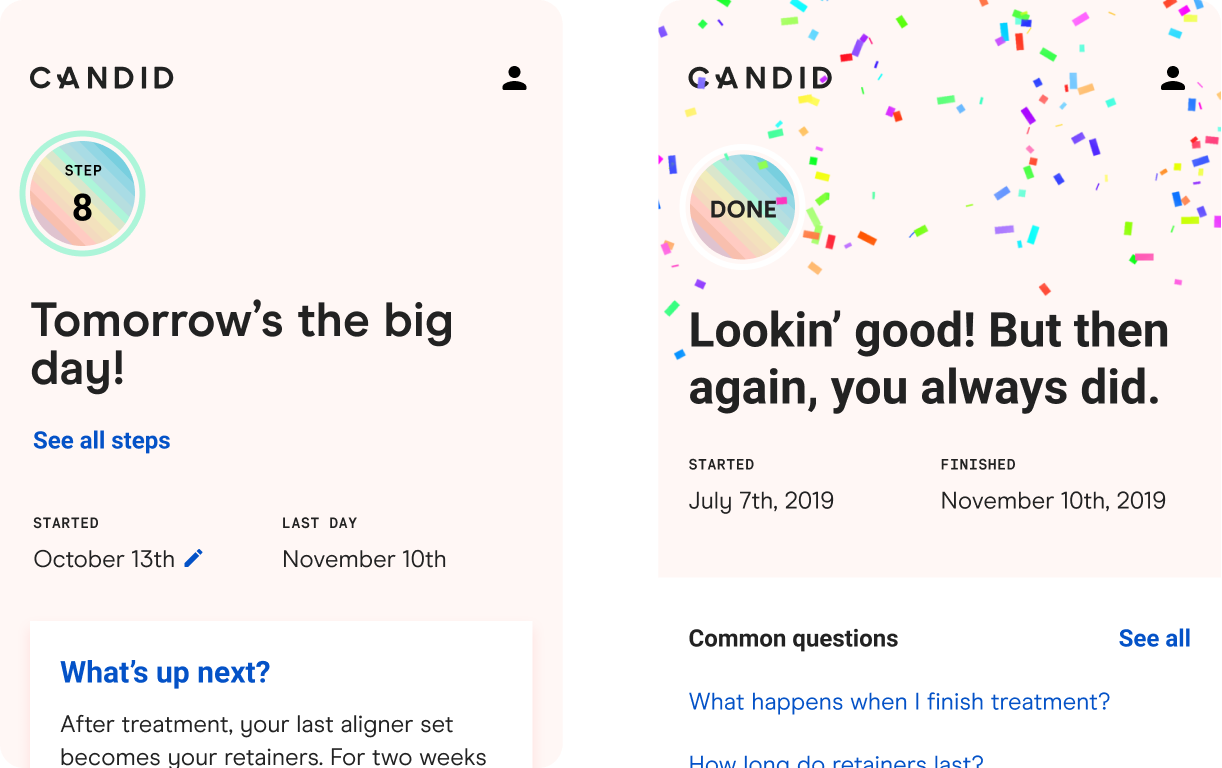 CANDID
STEP
8
Tomorrow’s the big
day!
See all steps
STARTED
LAST DAY
October 13th
November 10th
What’s up next?
After treatment, your last aligner set
becomes your retainers. For two weeks
CANDID
DONE
Lookin’ good! But then
again, you always did.
STARTED
FINISHED
July 7th, 2019
November 10th, 2019
Common questions
See all
What happens when I finish treatment?
How long do retainers last?